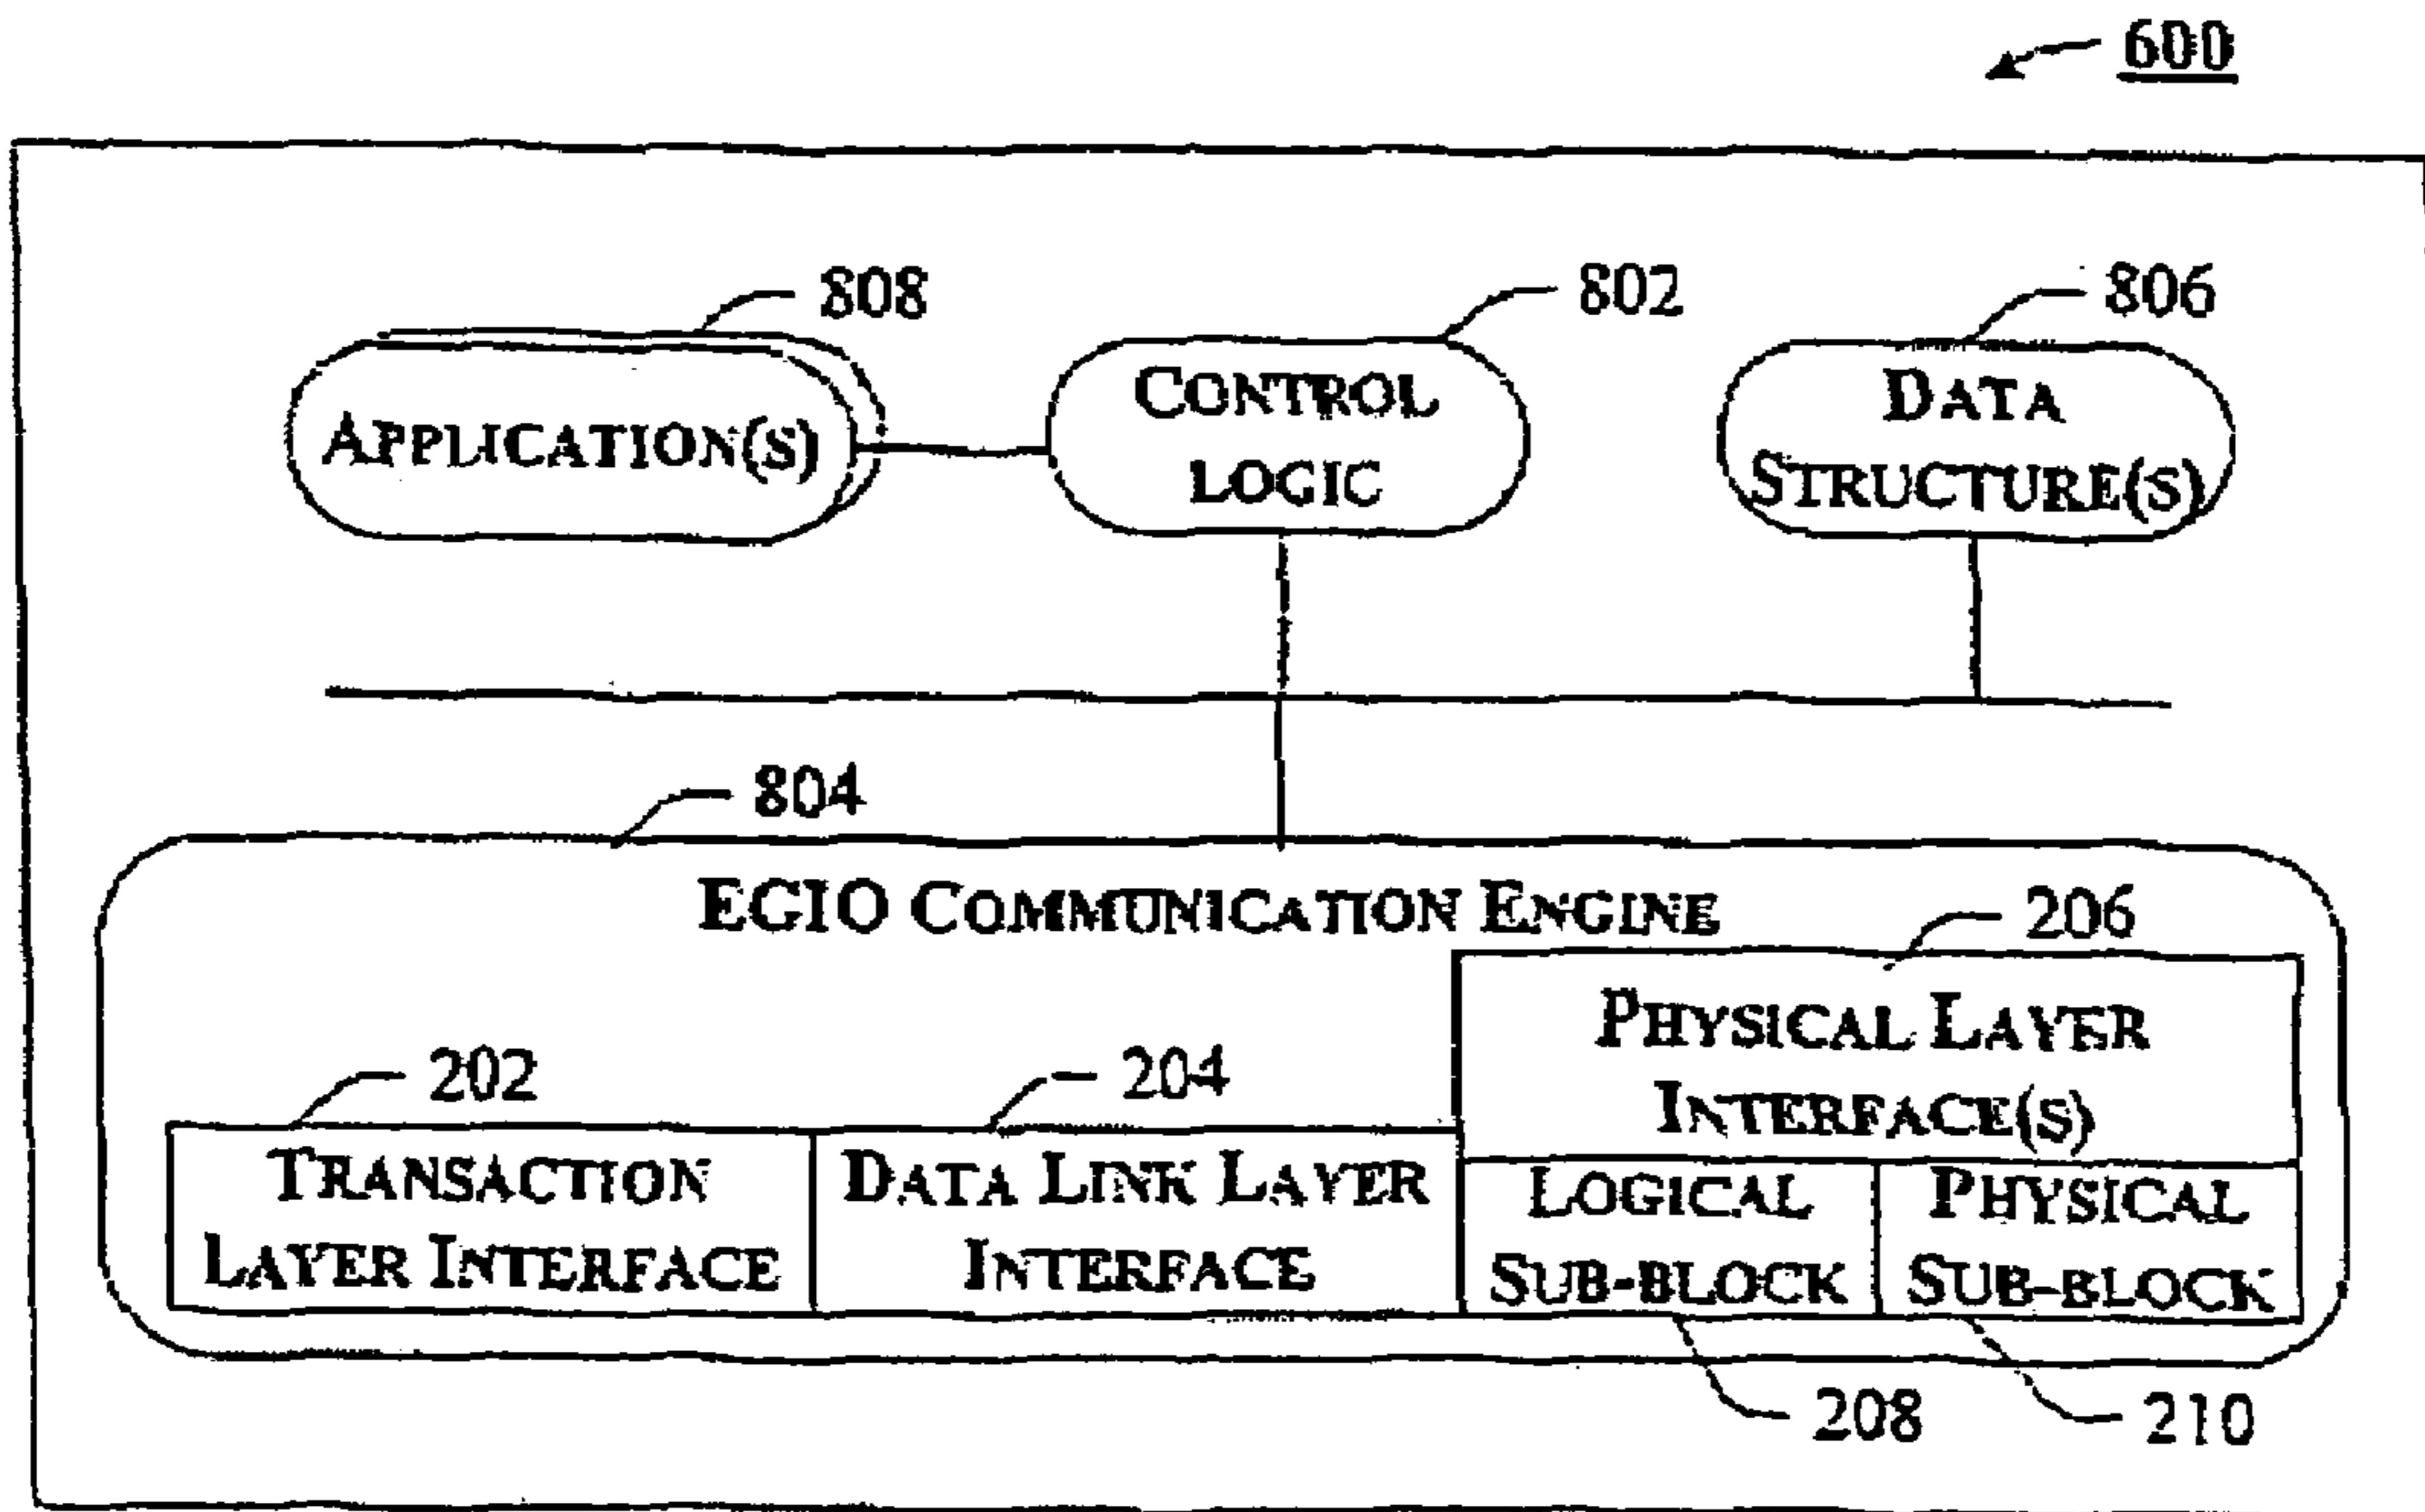 600
808
802
806
APPLICATION(S)
CONTROL
LOGIC
DATA
STRUCTURE(S)
804
EGIO COMMUNICATION ENGINE
206
PHYSICAL LAYER
INTERFACE(S)
202
204
TRANSACTION
LAYER INTERFACE
DATA LINK LAYER
INTERFACE
LOGICAL
SUB-BLOCK
PHYSICAL
SUB-BLOCK
208
210